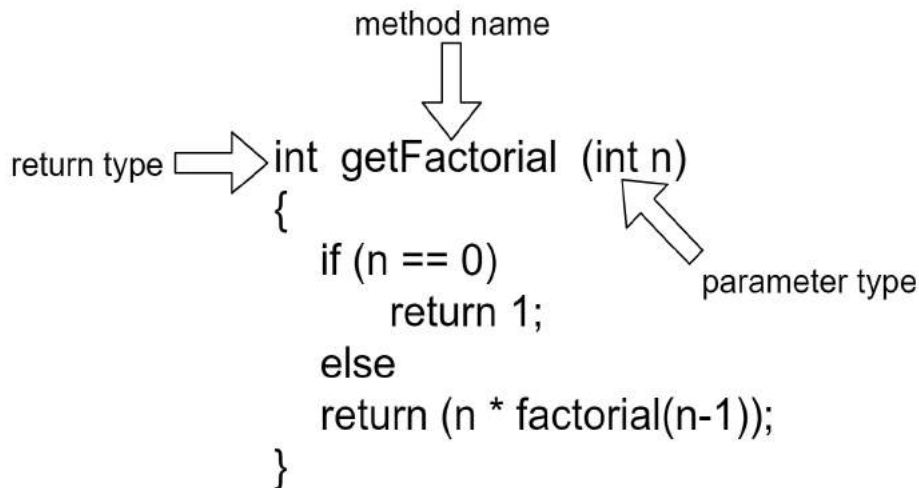 method name
return type
int getFactorial (int n)
{
if (n == 0)
return 1;
parameter type
else
return (n * factorial(n-1));
}